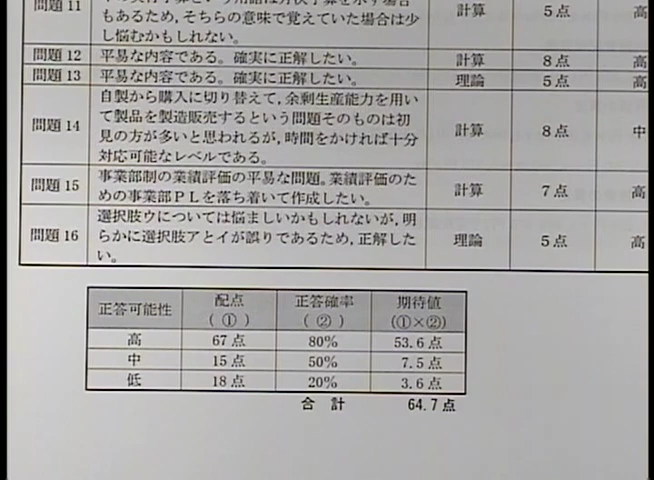 問題11
もあるため，そちらの意味で覚えていた場合は少
し悩むかもしれない。
計算
5点
高
問題12
平易な内容である。確実に正解したい。
計算
8点
高
問題13
平易な内容である。確実に正解したい。
理論
5点
高
問題14
自製から購入に切り替えて，余剰生産能力を用い
て製品を製造販売するという問題そのものは初
見の方が多いと思われるが，時間をかければ十分
対応可能なレベルである。
計算
8点
中
問題15
事業部制の業績評価の平易な問題。業績評価のた
めの事業部ＰＬを落ち着いて作成したい。
計算
7点
高
問題16
選択肢ウについては悩ましいかもしれないが，明
らかに選択肢アとイが誤りであるため，正解した
い。
理論
5点
高
正答可能性
配点
（①）
正答確率
（②）
期待値
（①×②）
高
67点
80%
53.6点
中
15点
50%
7.5点
低
18点
20%
3.6点
合 計
64.7点